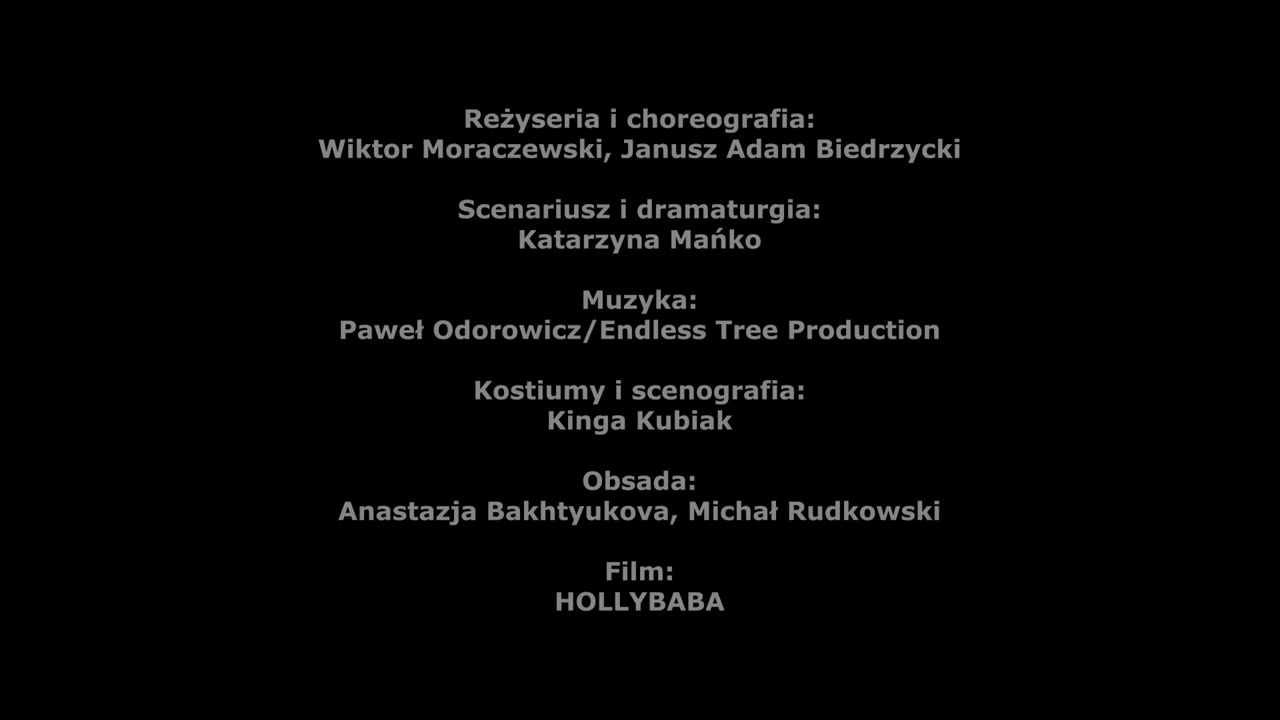 Reżyseria i choreografia:
Wiktor Moraczewski, Janusz Adam Biedrzycki
Scenariusz i dramaturgia:
Katarzyna Mańko
Muzyka:
Paweł Odorowicz/Endless Tree Production
Kostiumy i scenografia:
Kinga Kubiak
Obsada:
Anastazja Bakhtyukova, Michał Rudkowski
Film:
HOLLYBABA